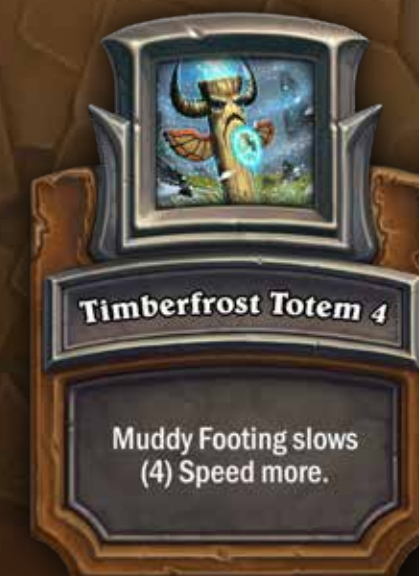 Timberfrost Totem 4
Muddy Footing slows
(4) Speed more.